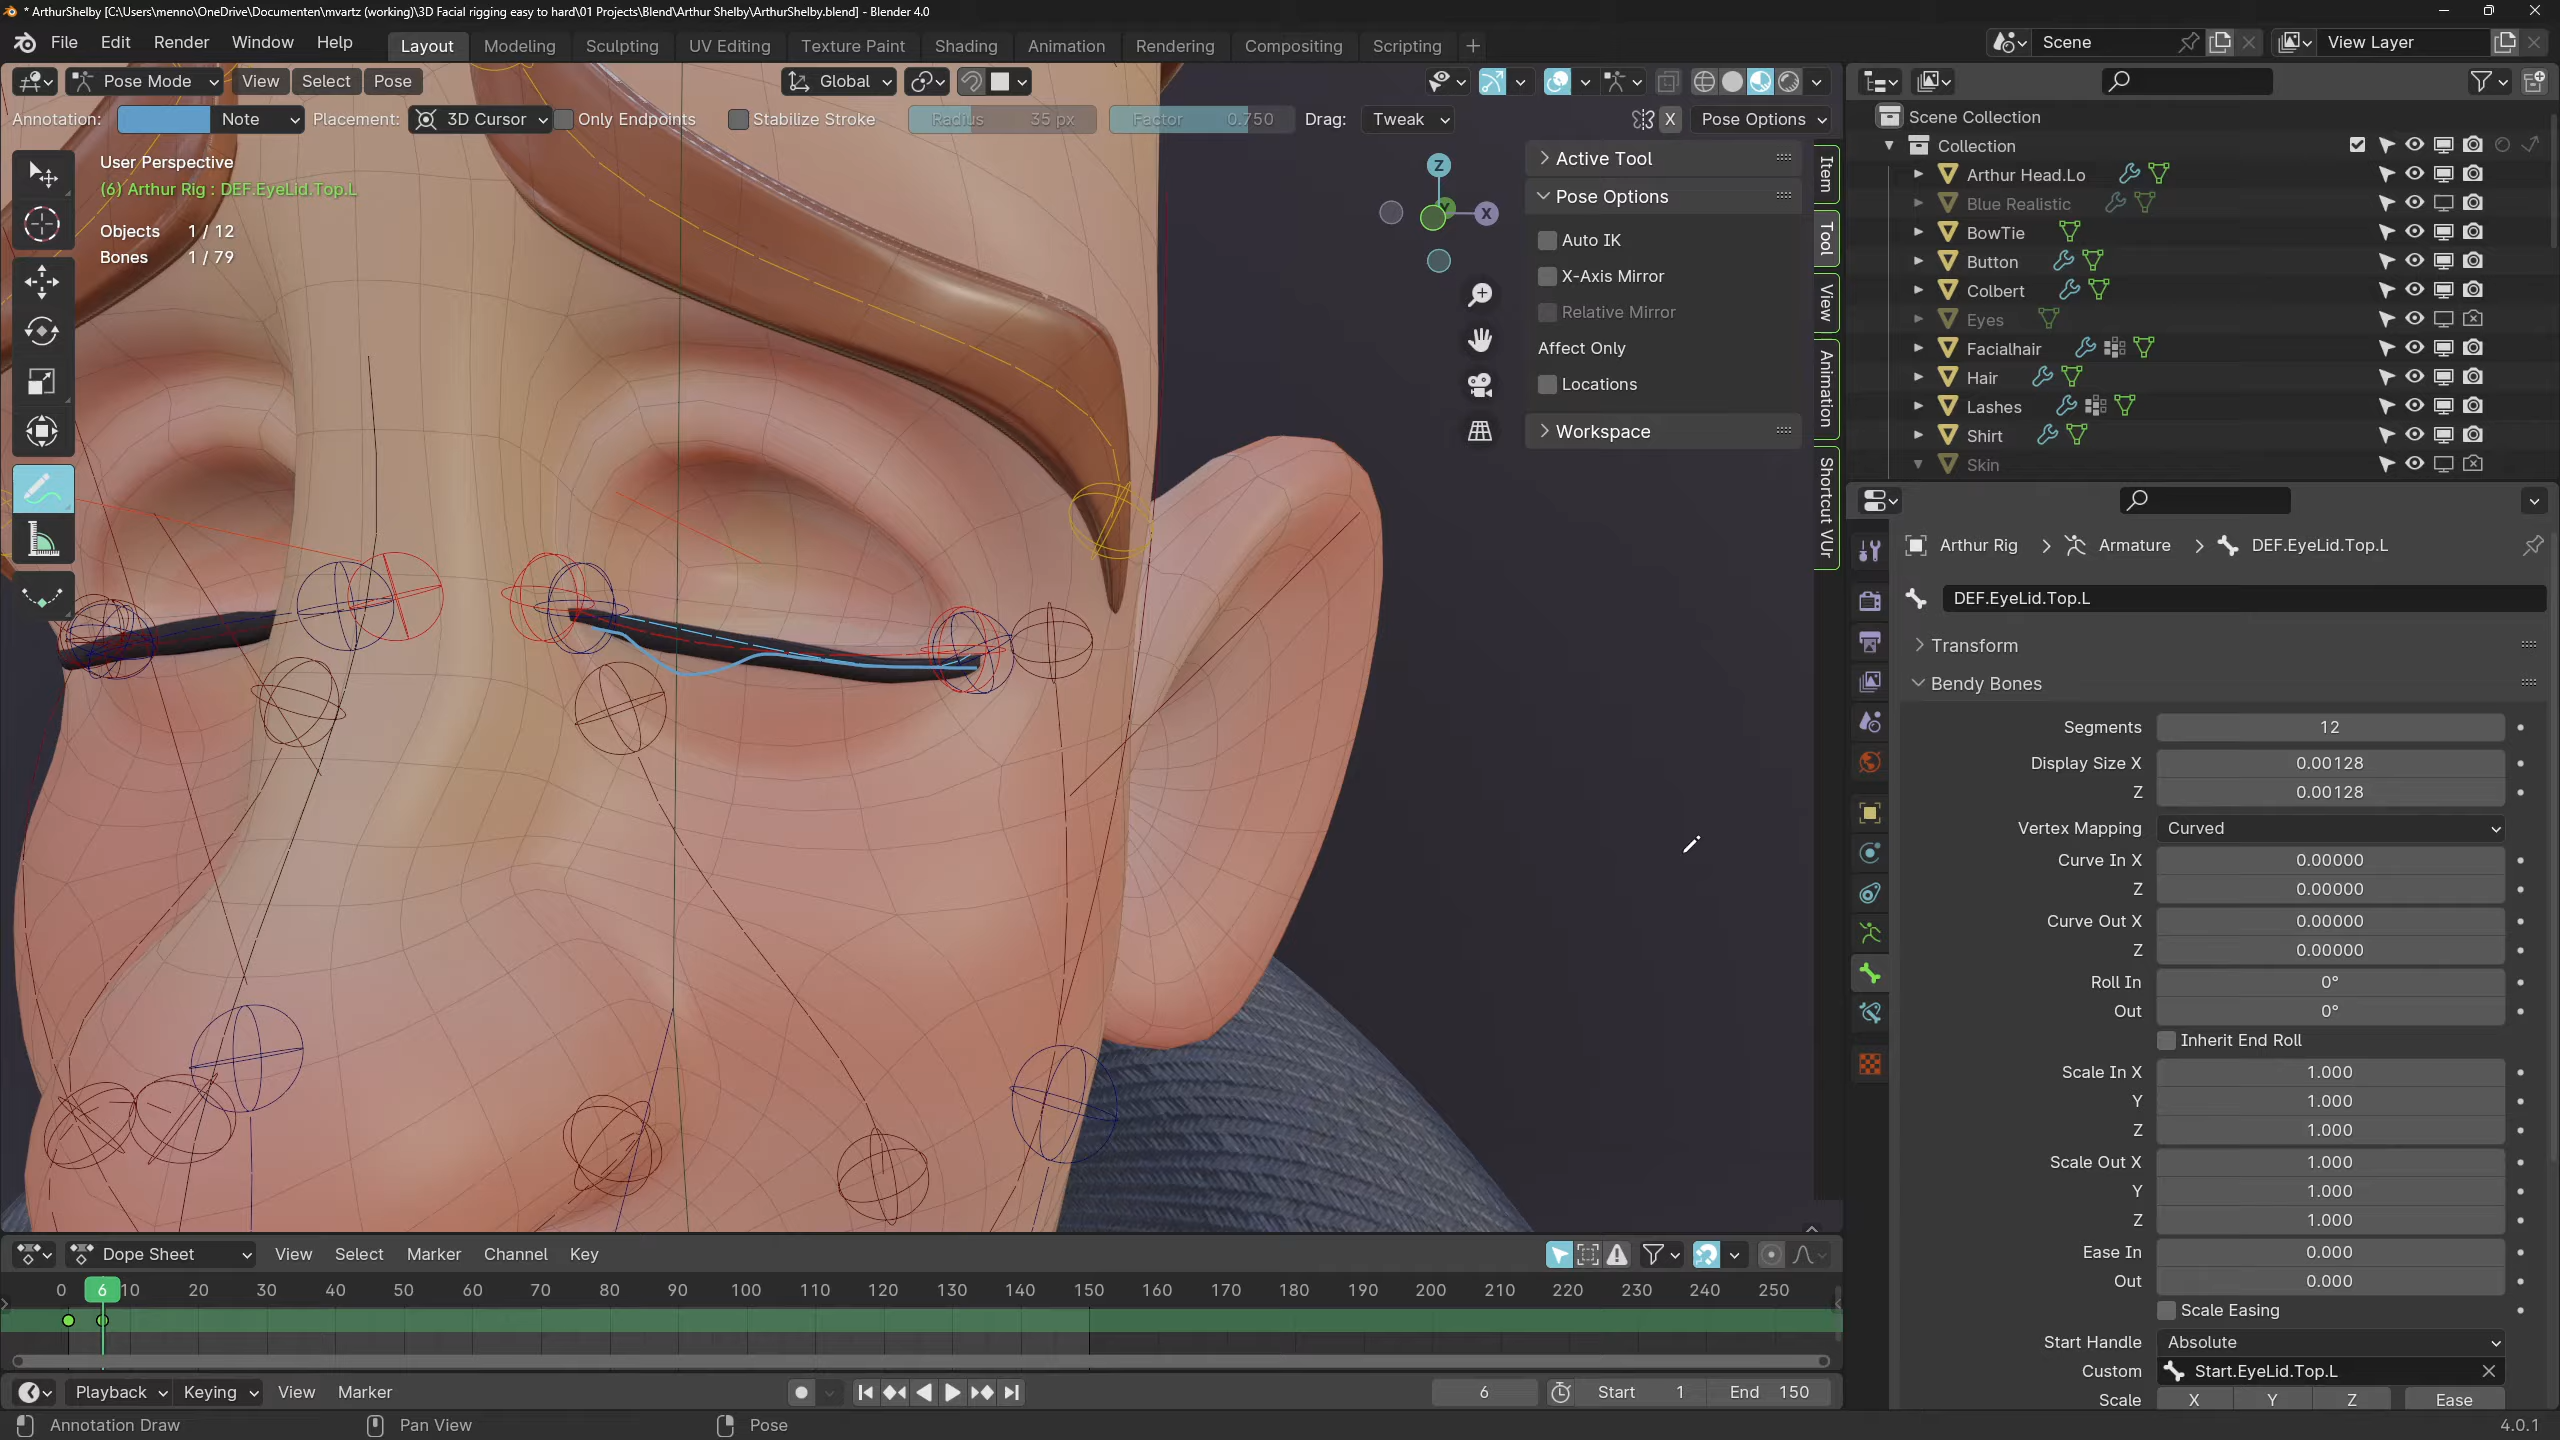 * ArthurShelby [C:\Users\menno\OneDrive\Documenten\mvartz (working)\3D Facial rigging easy to hard\01 Projects\Blend\Arthur Shelby\ArthurShelby.blend] - Blender 4.0
File Edit Render Window Help Layout Modeling Sculpting UV Editing Texture Paint Shading Animation Rendering Compositing Scripting + Scene View Layer
Pose Mode View Select Pose Global
Annotation: Note Placement: 3D Cursor Only Endpoints Stabilize Stroke Radius 35 px Factor 0.750 Drag: Tweak X Pose Options
User Perspective
(6) Arthur Rig : DEF.EyeLid.Top.L
Objects 1 / 12
Bones 1 / 79
Z
Y
X
Active Tool
Pose Options
Auto IK
X-Axis Mirror
Relative Mirror
Affect Only
Locations
Workspace
Item
Tool
View
Animation
Shortcut VUr
Scene Collection
Collection
Arthur Head.Lo
Blue Realistic
BowTie
Button
Colbert
Eyes
Facialhair
Hair
Lashes
Shirt
Skin
Arthur Rig > Armature > DEF.EyeLid.Top.L
DEF.EyeLid.Top.L
Transform
Bendy Bones
Segments 12
Display Size X 0.00128
Z 0.00128
Vertex Mapping Curved
Curve In X 0.00000
Z 0.00000
Curve Out X 0.00000
Z 0.00000
Roll In 0°
Out 0°
Inherit End Roll
Scale In X 1.000
Y 1.000
Z 1.000
Scale Out X 1.000
Y 1.000
Z 1.000
Ease In 0.000
Out 0.000
Scale Easing
Start Handle Absolute
Custom Start.EyeLid.Top.L
Scale X Y Z Ease
Dope Sheet View Select Marker Channel Key
0 6 10 20 30 40 50 60 70 80 90 100 110 120 130 140 150 160 170 180 190 200 210 220 230 240 250
Playback Keying View Marker 6 Start 1 End 150
Annotation Draw Pan View Pose 4.0.1